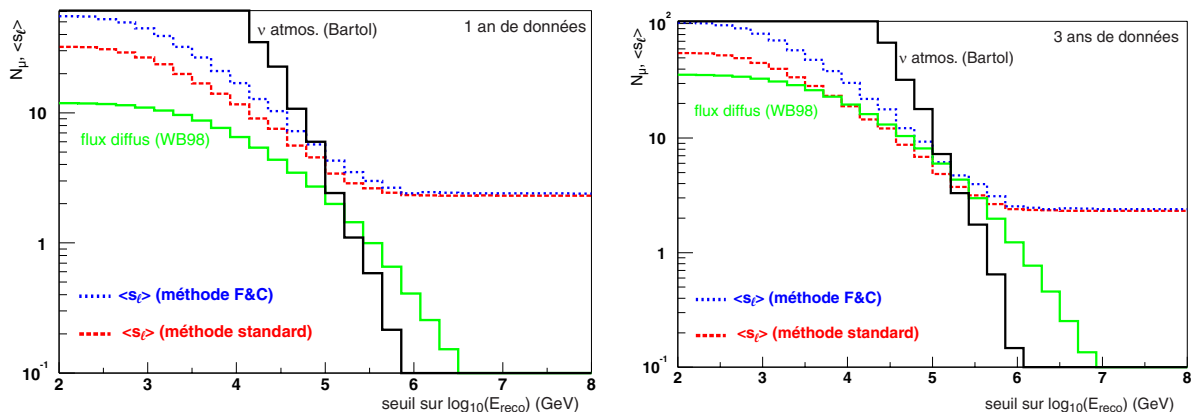 N_μ, <s_ℓ>
10
1
10^-1
ν atmos. (Bartol)
1 an de données
flux diffus (WB98)
<s_ℓ> (méthode F&C)
<s_ℓ> (méthode standard)
2 3 4 5 6 7 8
seuil sur log_10(E_reco) (GeV)
N_μ, <s_ℓ>
10^2
10
1
10^-1
3 ans de données
ν atmos. (Bartol)
flux diffus (WB98)
<s_ℓ> (méthode F&C)
<s_ℓ> (méthode standard)
2 3 4 5 6 7 8
seuil sur log_10(E_reco) (GeV)